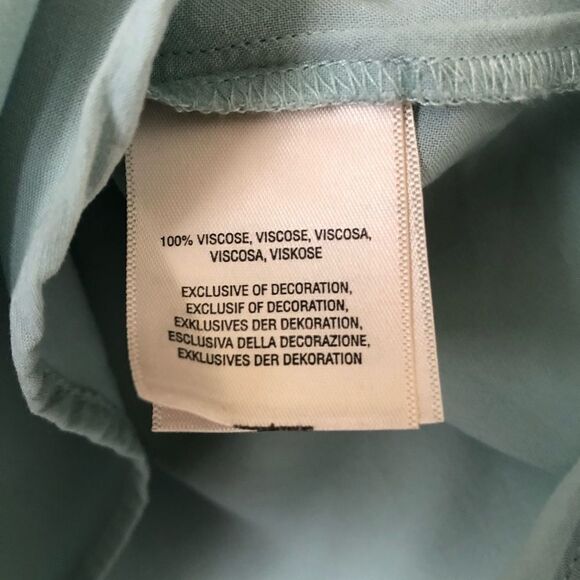 100% VISCOSE, VISCOSE, VISCOSA,
VISCOSA, VISKOSE
EXCLUSIVE OF DECORATION,
EXCLUSIF OF DECORATION,
EXKLUSIVES DER DEKORATION,
ESCLUSIVA DELLA DECORAZIONE,
EXKLUSIVES DER DEKORATION